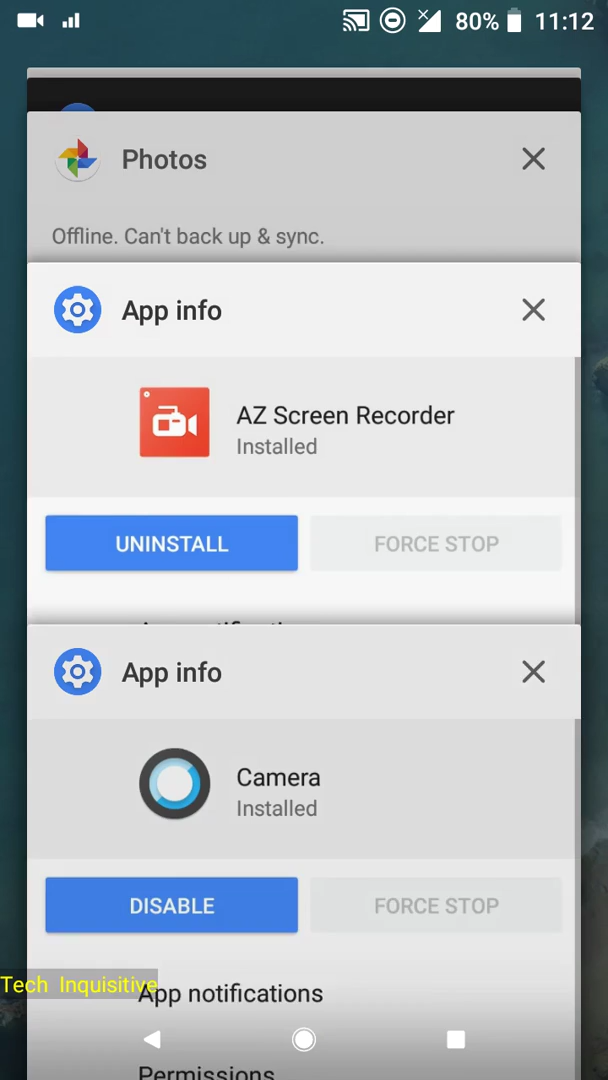 80% 11:12
Photos
Offline. Can't back up & sync.
App info
AZ Screen Recorder
Installed
UNINSTALL FORCE STOP
App info
Camera
Installed
DISABLE FORCE STOP
Tech Inquisitive
App notifications
Permissions